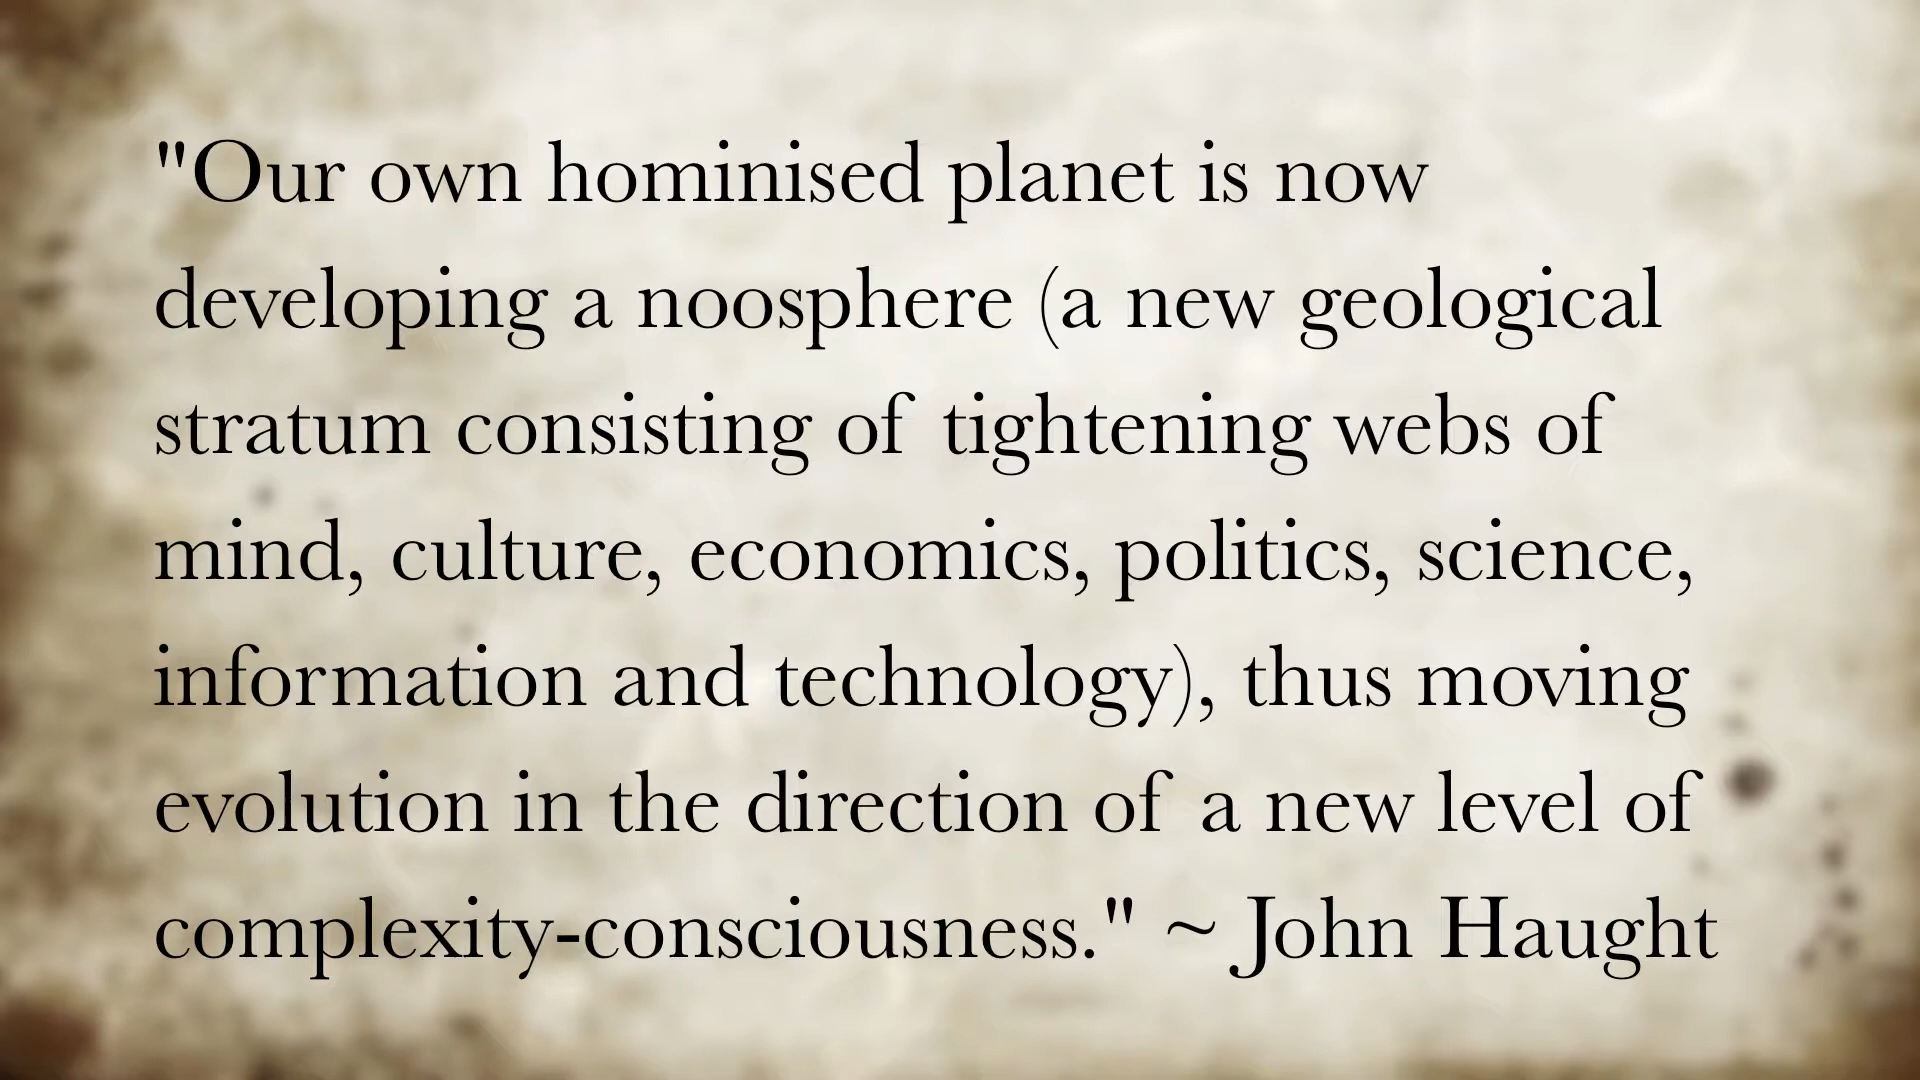 "Our own hominised planet is now
developing a noosphere (a new geological
stratum consisting of tightening webs of
mind, culture, economics, politics, science,
information and technology), thus moving
evolution in the direction of a new level of
complexity-consciousness." ~ John Haught